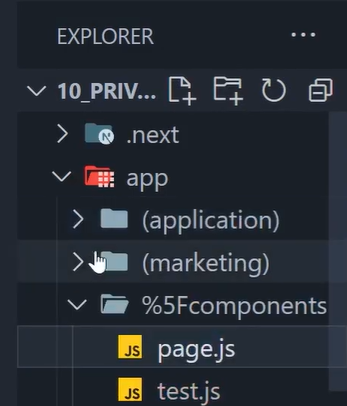 EXPLORER ...
10_PRIV...
.next
app
(application)
(marketing)
%5Fcomponents
JS page.js
JS test.js